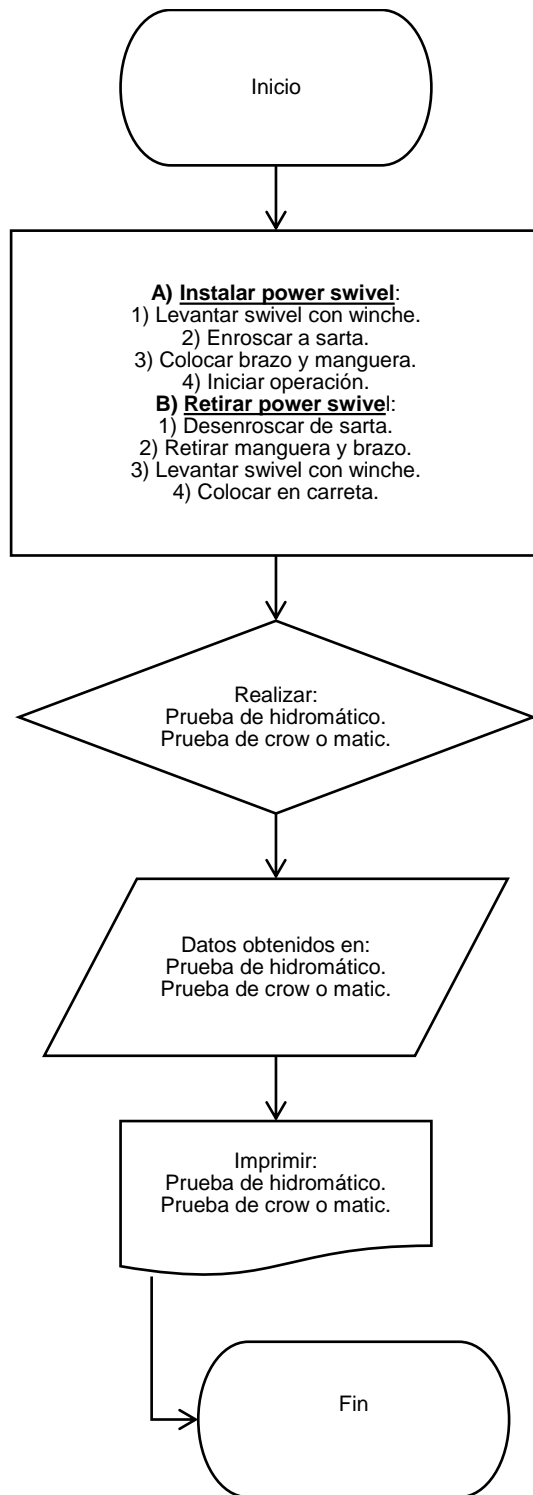 Inicio
A) Instalar power swivel:
1) Levantar swivel con winche.
2) Enroscar a sarta.
3) Colocar brazo y manguera.
4) Iniciar operación.
B) Retirar power swivel:
1) Desenroscar de sarta.
2) Retirar manguera y brazo.
3) Levantar swivel con winche.
4) Colocar en carreta.
Realizar:
Prueba de hidromático.
Prueba de crow o matic.
Datos obtenidos en:
Prueba de hidromático.
Prueba de crow o matic.
Imprimir:
Prueba de hidromático.
Prueba de crow o matic.
Fin